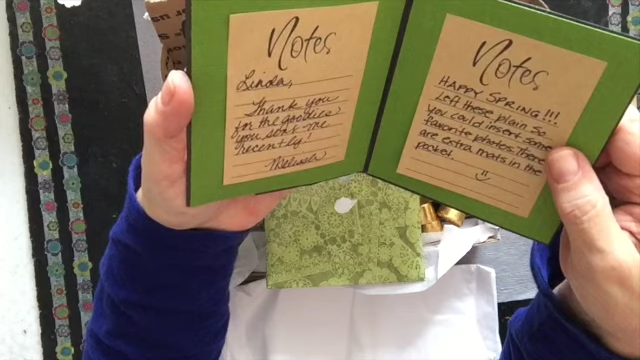 Notes
Linda,
Thank you
for the goodies
you sent me
recently!
Melissa
Notes
HAPPY SPRING!!!
Left these plain so
you could insert some
favorite photos. There
are extra mats in the
pocket.